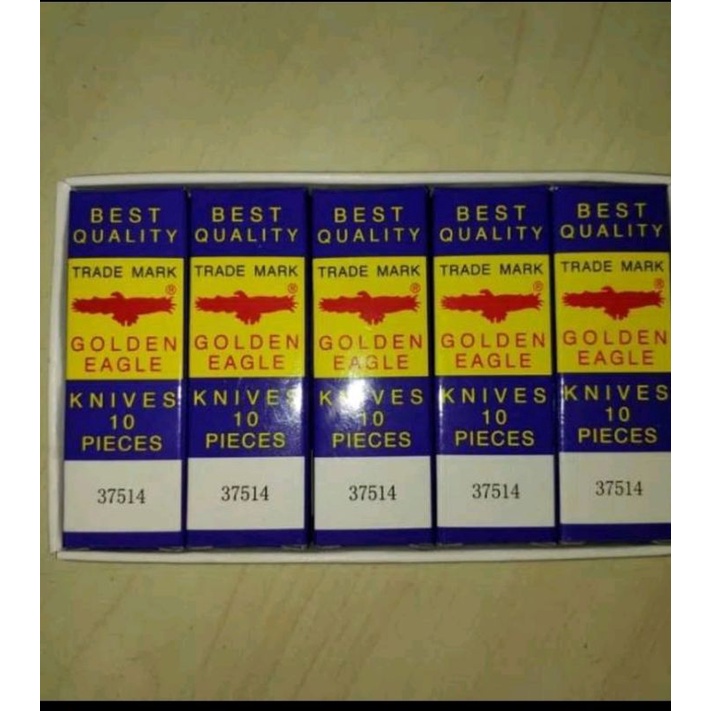 BEST
QUALITY
TRADE MARK
®
GOLDEN
EAGLE
KNIVES
10
PIECES
37514
BEST
QUALITY
TRADE MARK
®
GOLDEN
EAGLE
KNIVES
10
PIECES
37514
BEST
QUALITY
TRADE MARK
®
GOLDEN
EAGLE
KNIVES
10
PIECES
37514
BEST
QUALITY
TRADE MARK
®
GOLDEN
EAGLE
KNIVES
10
PIECES
37514
BEST
QUALITY
TRADE MARK
®
GOLDEN
EAGLE
KNIVES
10
PIECES
37514